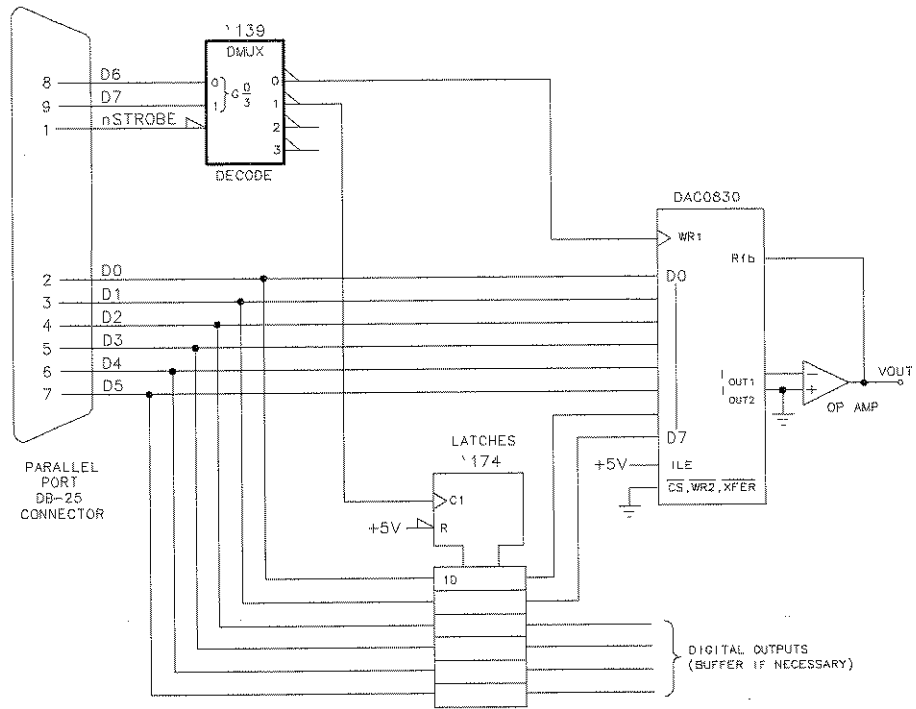 '139
DMUX
8 D6 0
9 D7 1
1 nSTROBE
} G 0/3
0
1
2
3
DECODE
DAC0830
WR1
Rfb
2 D0 D0
3 D1
4 D2
5 D3
6 D4
7 D5
D7
I OUT1
I OUT2
−
+
VOUT
OP AMP
+5V ILE
CS, WR2, XFER
PARALLEL
PORT
DB-25
CONNECTOR
LATCHES
'174
C1
+5V R
1D
DIGITAL OUTPUTS
(BUFFER IF NECESSARY)